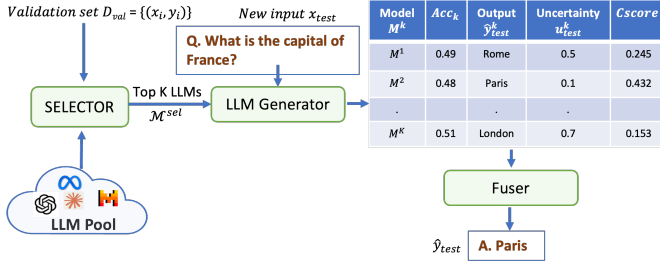 Validation set D_val = {(x_i, y_i)}
New input x_test
Q. What is the capital of
France?
SELECTOR
Top K LLMs
M^sel
LLM Generator
Model M^k Acc_k Output ŷ^k_test Uncertainty u^k_test Cscore
M^1 0.49 Rome 0.5 0.245
M^2 0.48 Paris 0.1 0.432
. . .
M^K 0.51 London 0.7 0.153
LLM Pool
Fuser
ŷ_test
A. Paris